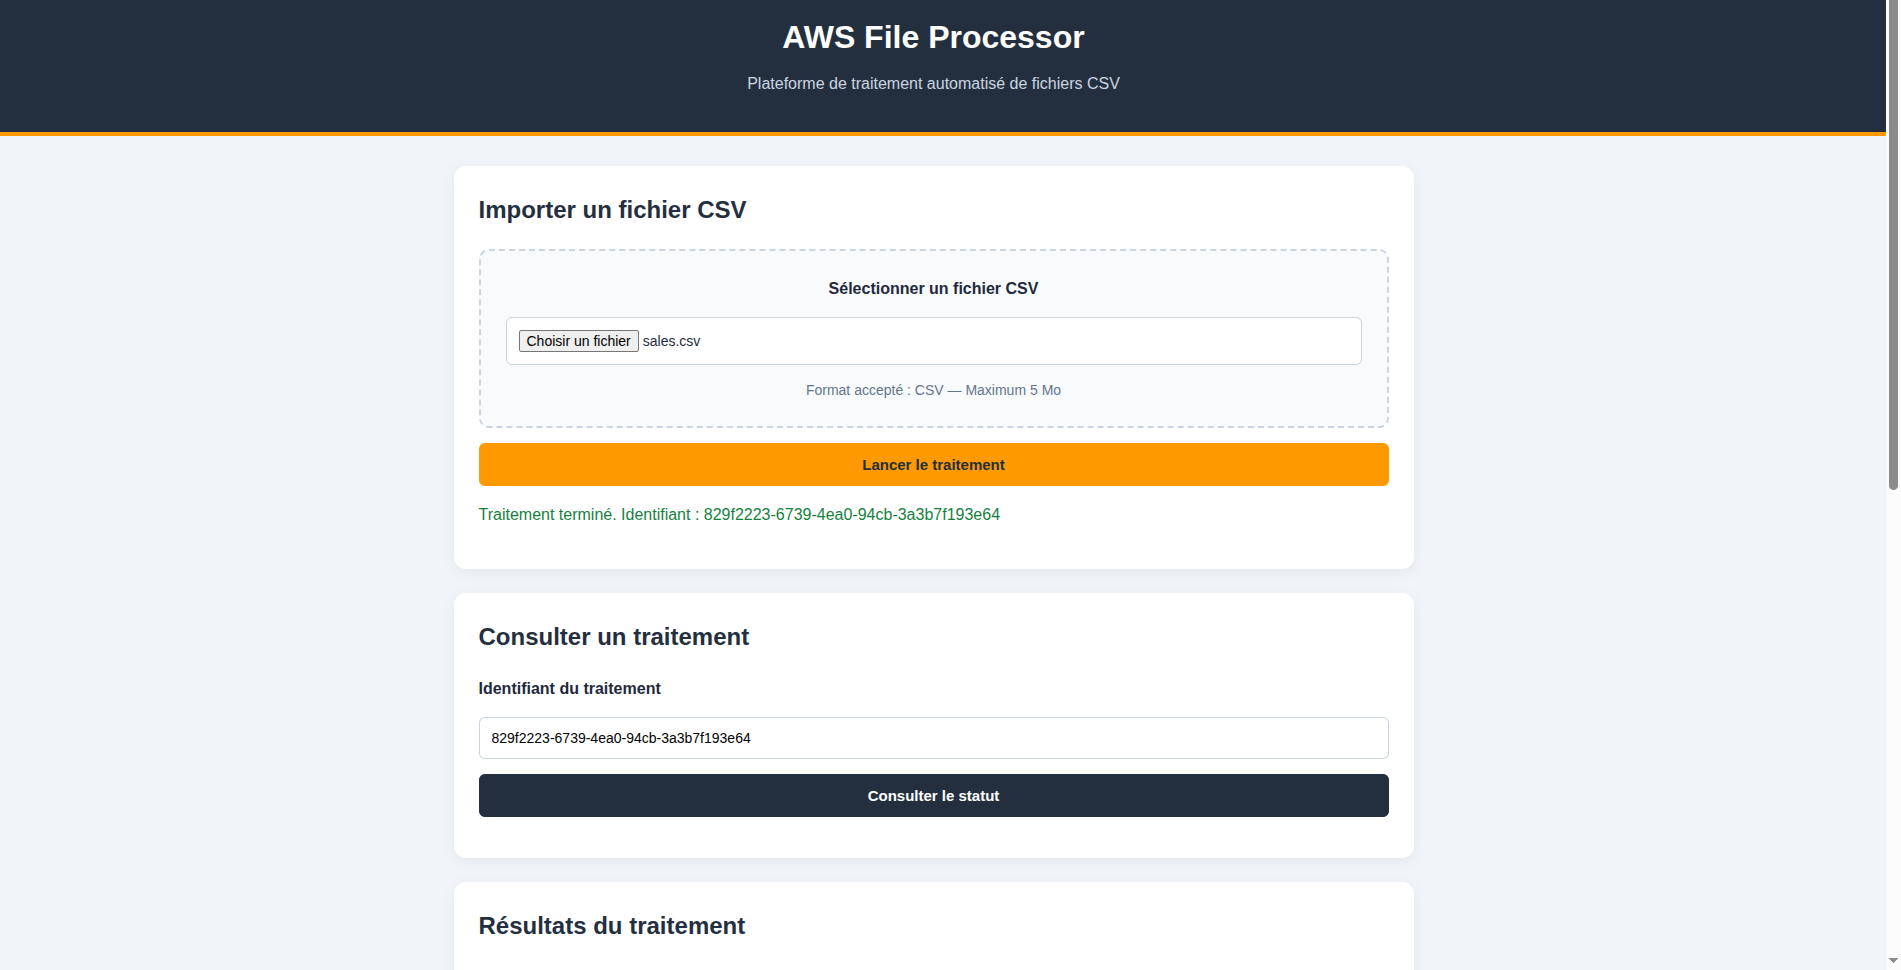 AWS File Processor
Plateforme de traitement automatisé de fichiers CSV
Importer un fichier CSV
Sélectionner un fichier CSV
Choisir un fichier sales.csv
Format accepté : CSV — Maximum 5 Mo
Lancer le traitement
Traitement terminé. Identifiant : 829f2223-6739-4ea0-94cb-3a3b7f193e64
Consulter un traitement
Identifiant du traitement
829f2223-6739-4ea0-94cb-3a3b7f193e64
Consulter le statut
Résultats du traitement